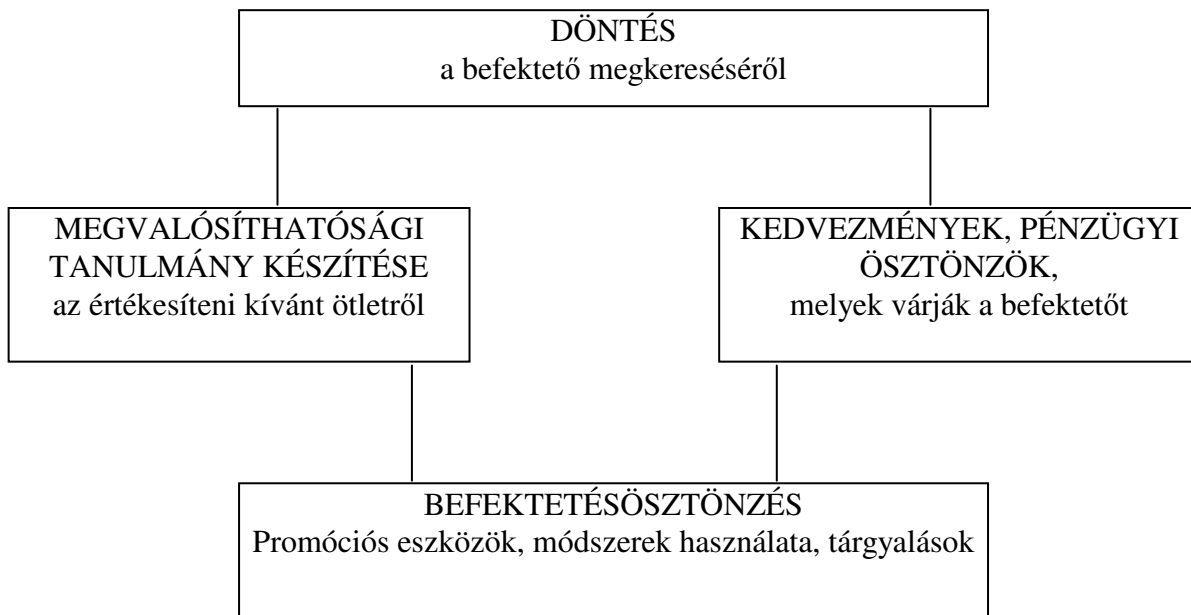 DÖNTÉS
a befektető megkereséséről
MEGVALÓSÍTHATÓSÁGI
TANULMÁNY KÉSZÍTÉSE
az értékesíteni kívánt ötletről
KEDVEZMÉNYEK, PÉNZÜGYI
ÖSZTÖNZÖK,
melyek várják a befektetőt
BEFEKTETÉSÖSZTÖNZÉS
Promóciós eszközök, módszerek használata, tárgyalások